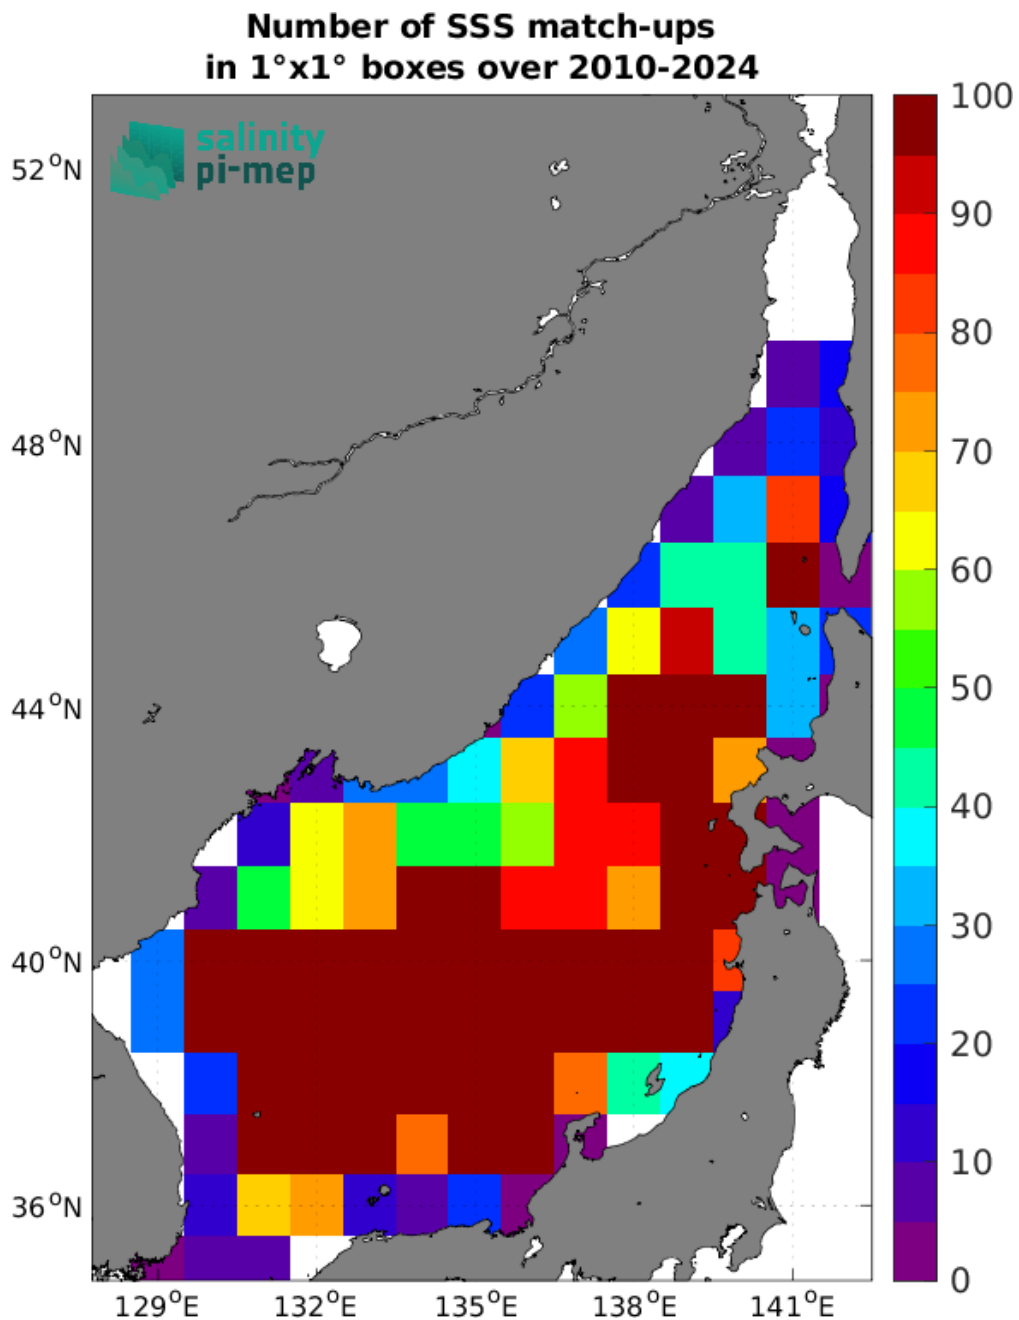 Number of SSS match-ups
in 1°x1° boxes over 2010-2024
salinity
pi-mep
52°N
48°N
44°N
40°N
36°N
129°E
132°E
135°E
138°E
141°E
100
90
80
70
60
50
40
30
20
10
0